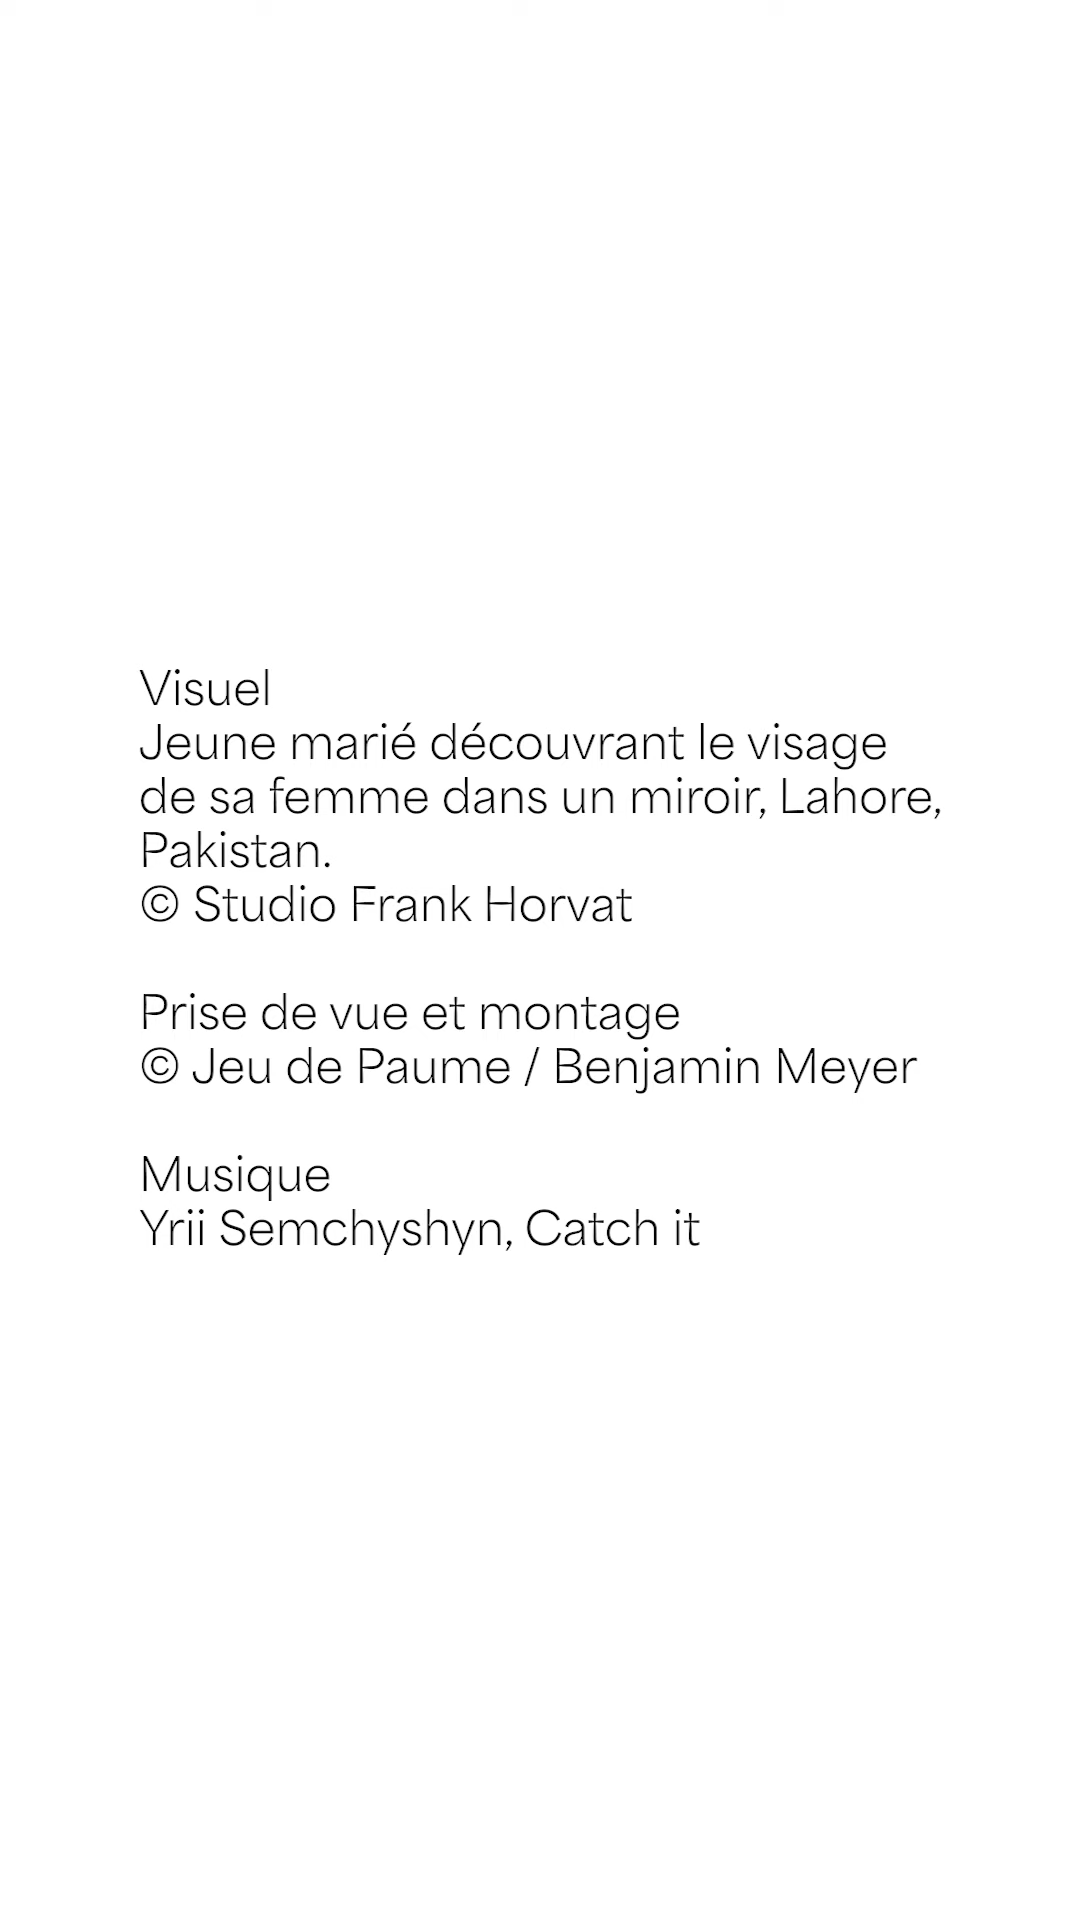 Visuel
Jeune marié découvrant le visage
de sa femme dans un miroir, Lahore,
Pakistan.
© Studio Frank Horvat
Prise de vue et montage
© Jeu de Paume / Benjamin Meyer
Musique
Yrii Semchyshyn, Catch it